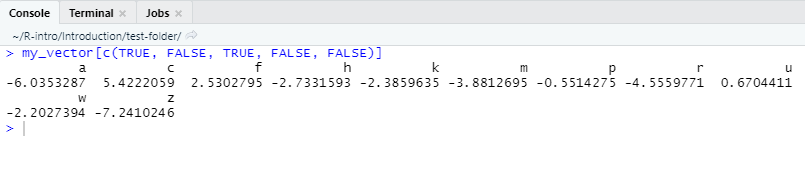 Console Terminal × Jobs ×
~/R-intro/Introduction/test-folder/
> my_vector[c(TRUE, FALSE, TRUE, FALSE, FALSE)]
a c f h k m p r u
-6.0353287 5.4222059 2.5302795 -2.7331593 -2.3859635 -3.8812695 -0.5514275 -4.5559771 0.6704411
w z
-2.2027394 -7.2410246
>